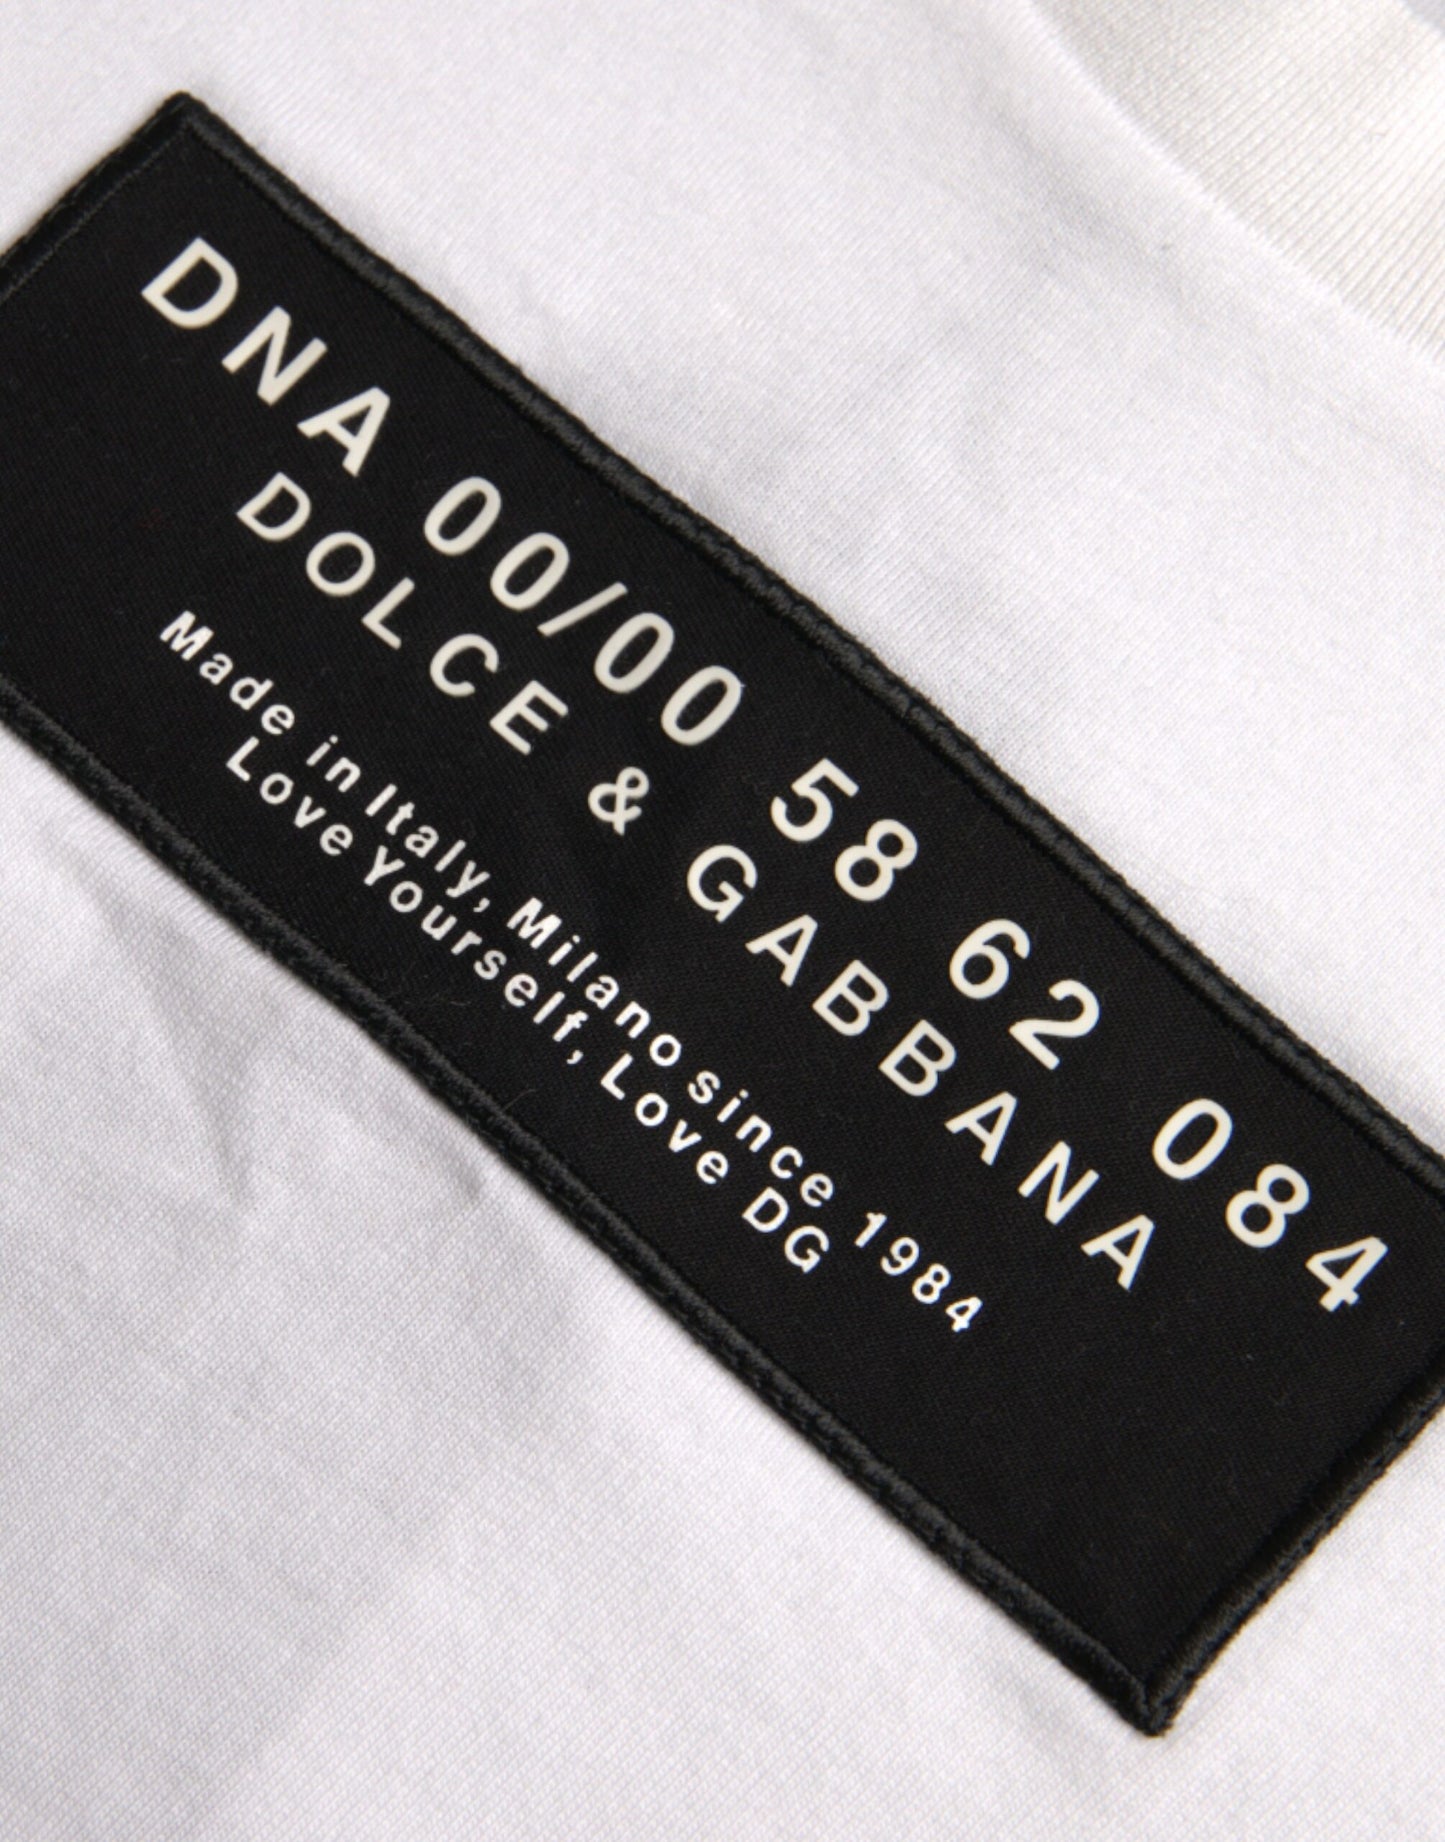 DNA 00/00 58 62 084
DOLCE & GABBANA
Made in Italy, Milano since 1984
Love Yourself, Love DG